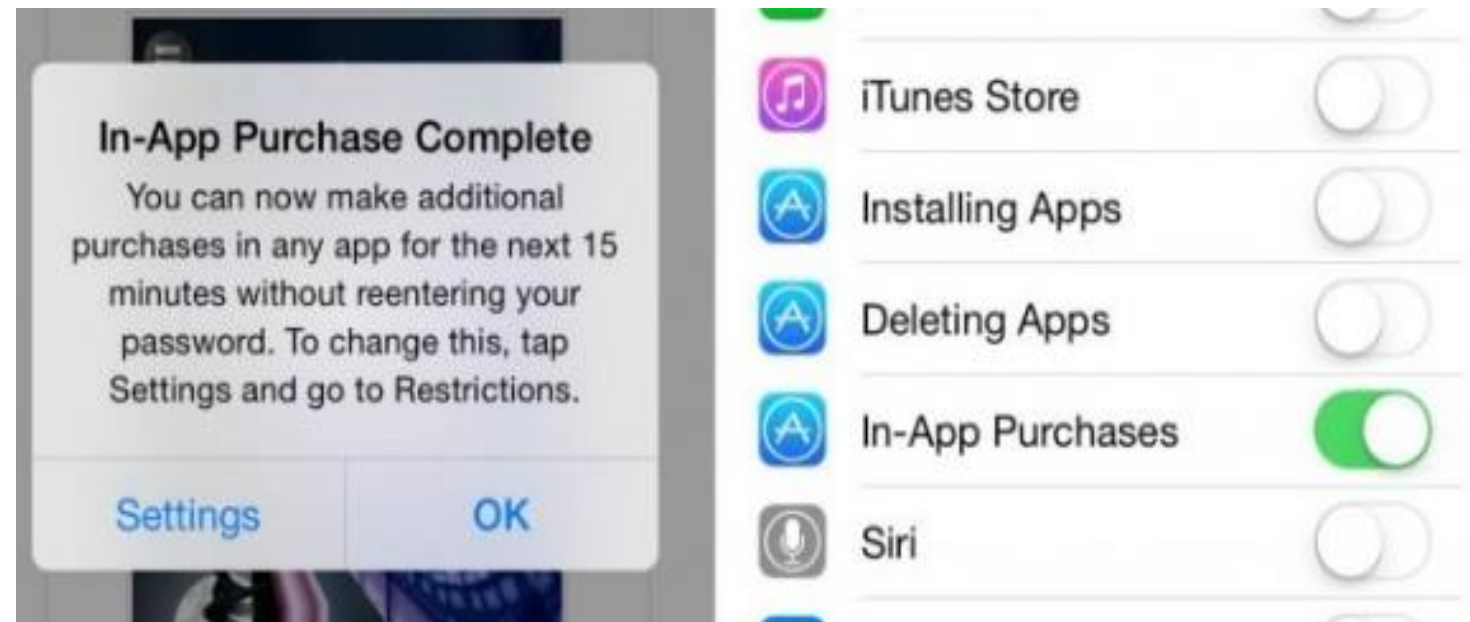 In-App Purchase Complete
You can now make additional
purchases in any app for the next 15
minutes without reentering your
password. To change this, tap
Settings and go to Restrictions.
Settings
OK
iTunes Store
Installing Apps
Deleting Apps
In-App Purchases
Siri